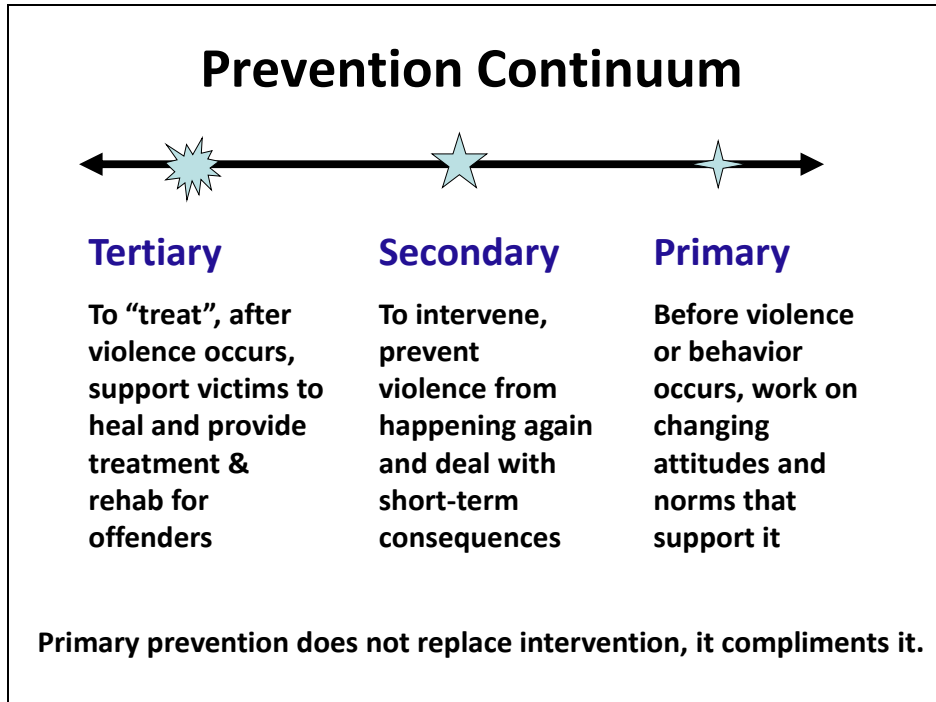 Prevention Continuum
Tertiary
To “treat”, after
violence occurs,
support victims to
heal and provide
treatment &
rehab for
offenders
Secondary
To intervene,
prevent
violence from
happening again
and deal with
short-term
consequences
Primary
Before violence
or behavior
occurs, work on
changing
attitudes and
norms that
support it
Primary prevention does not replace intervention, it compliments it.